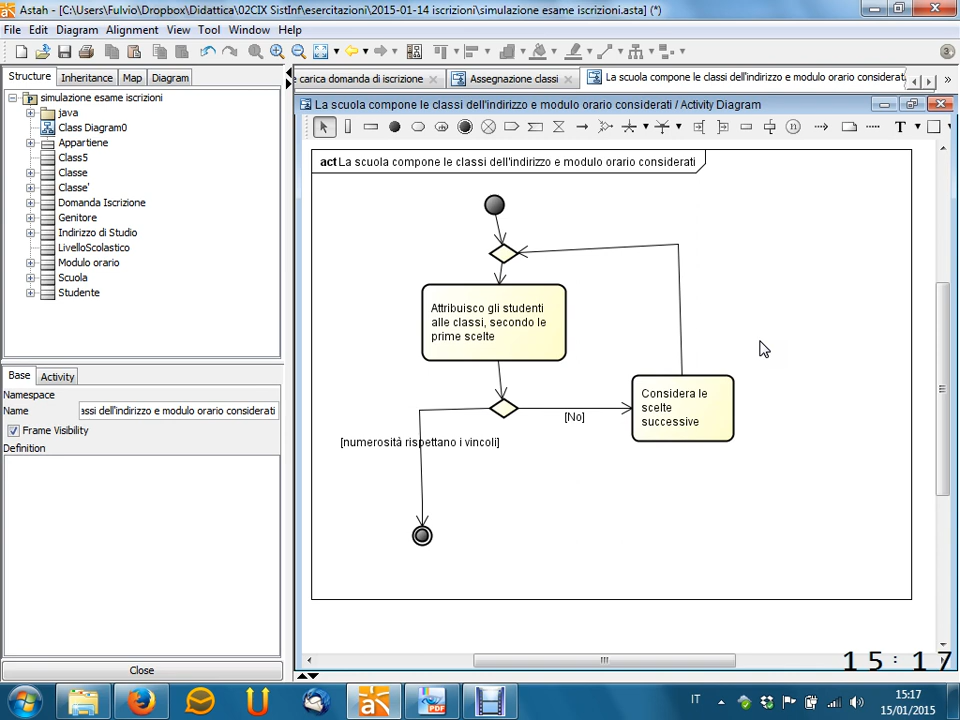 Astah - [C:\Users\Fulvio\Dropbox\Didattica\02CIX SistInf\esercitazioni\2015-01-14 iscrizioni\simulazione esame iscrizioni.asta] (*)
File Edit Diagram Alignment View Tool Window Help
3
Structure Inheritance Map Diagram
e carica domanda di iscrizione
Assegnazione classi
La scuola compone le classi dell'indirizzo e modulo orario considerat
simulazione esame iscrizioni
java
Class Diagram0
Appartiene
Class5
Classe
Classe'
Domanda Iscrizione
Genitore
Indirizzo di Studio
LivelloScolastico
Modulo orario
Scuola
Studente
Base Activity
Namespace
Name assi dell'indirizzo e modulo orario considerati
Frame Visibility
Definition
Close
La scuola compone le classi dell'indirizzo e modulo orario considerati / Activity Diagram
n
T
act La scuola compone le classi dell'indirizzo e modulo orario considerati
Attribuisco gli studenti
alle classi, secondo le
prime scelte
Considera le
scelte
successive
[No]
[numerosità rispettano i vincoli]
15:17
IT
PDF
15:17
15/01/2015